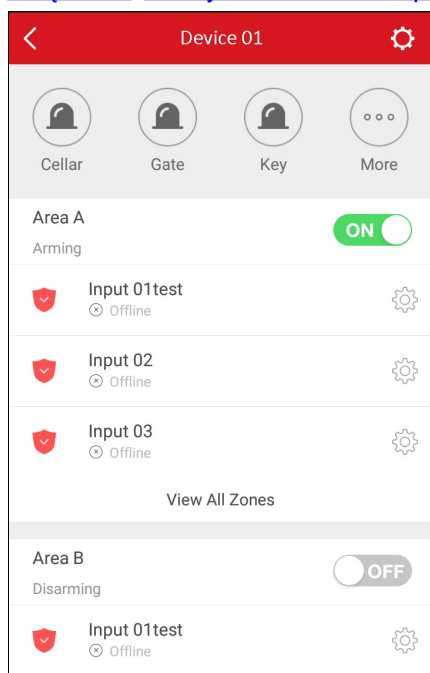 Device 01
Cellar Gate Key More
Area A
ON
Arming
Input 01test
Offline
Input 02
Offline
Input 03
Offline
View All Zones
Area B
OFF
Disarming
Input 01test
Offline